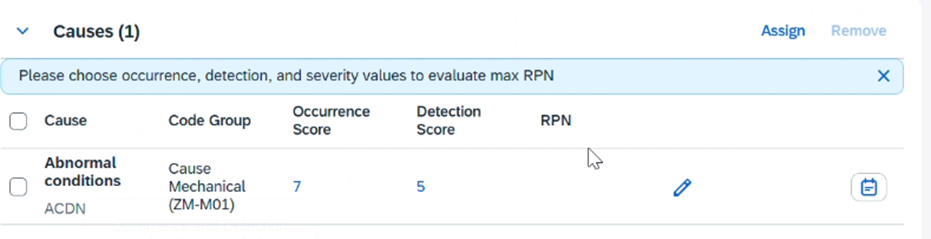 Causes (1)
Assign
Remove
Please choose occurrence, detection, and severity values to evaluate max RPN
Cause
Code Group
Occurrence
Score
Detection
Score
RPN
Abnormal
conditions
ACDN
Cause
Mechanical
(ZM-M01)
7
5